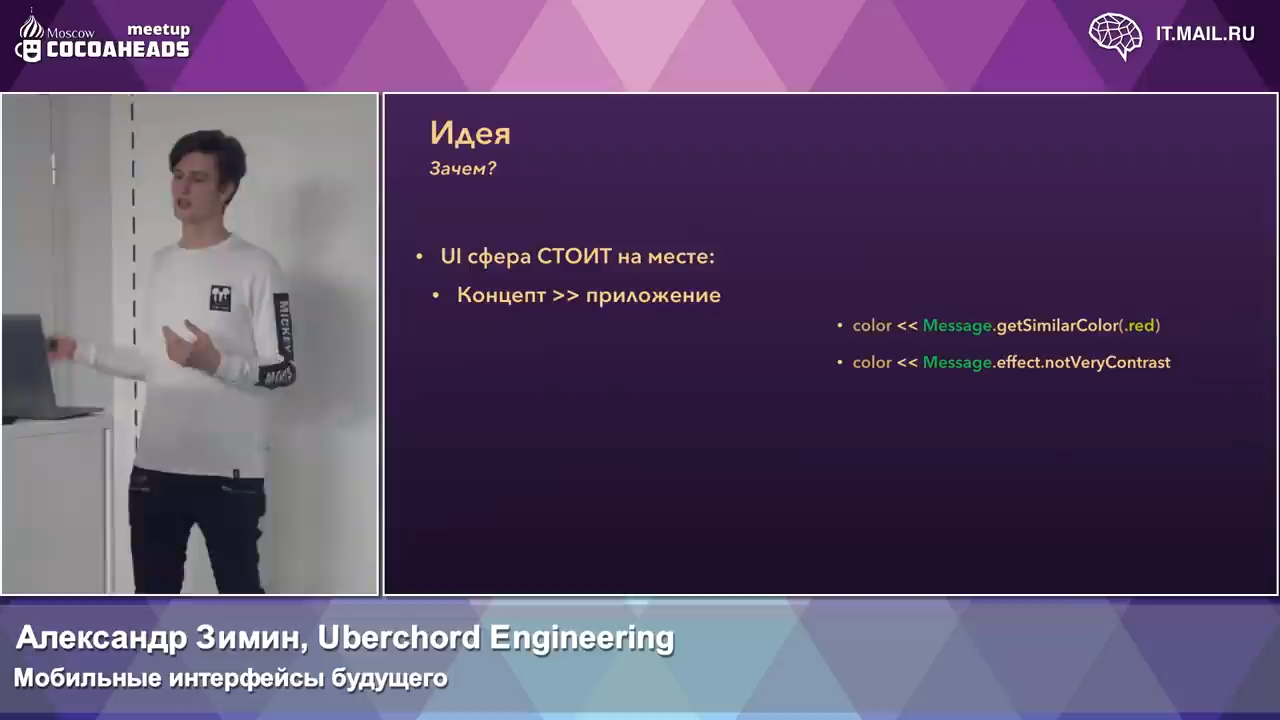 Moscow meetup
COCOAHEADS
IT.MAIL.RU
Идея
Зачем?
• UI сфера СТОИТ на месте:
• Концепт >> приложение
• color << Message.getSimilarColor(.red)
• color << Message.effect.notVeryContrast
MICKEY
Александр Зимин, Uberchord Engineering
Мобильные интерфейсы будущего